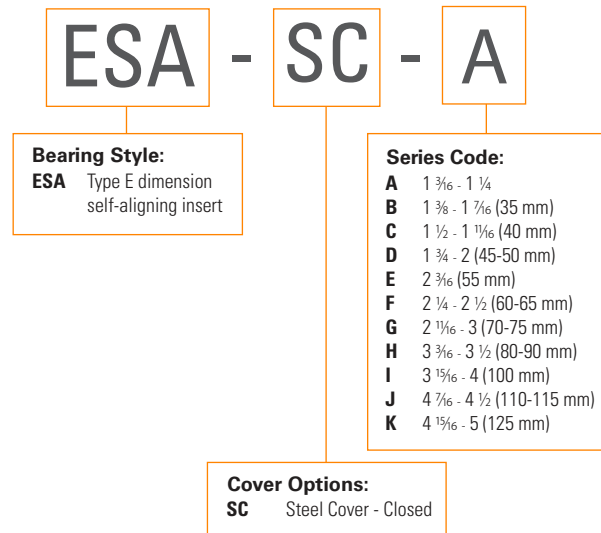 ESA - SC - A
Bearing Style:
ESA Type E dimension
self-aligning insert
Series Code:
A 1 3⁄16 - 1 1⁄4
B 1 3⁄8 - 1 7⁄16 (35 mm)
C 1 1⁄2 - 1 11⁄16 (40 mm)
D 1 3⁄4 - 2 (45-50 mm)
E 2 3⁄16 (55 mm)
F 2 1⁄4 - 2 1⁄2 (60-65 mm)
G 2 11⁄16 - 3 (70-75 mm)
H 3 3⁄16 - 3 1⁄2 (80-90 mm)
I 3 15⁄16 - 4 (100 mm)
J 4 7⁄16 - 4 1⁄2 (110-115 mm)
K 4 15⁄16 - 5 (125 mm)
Cover Options:
SC Steel Cover - Closed